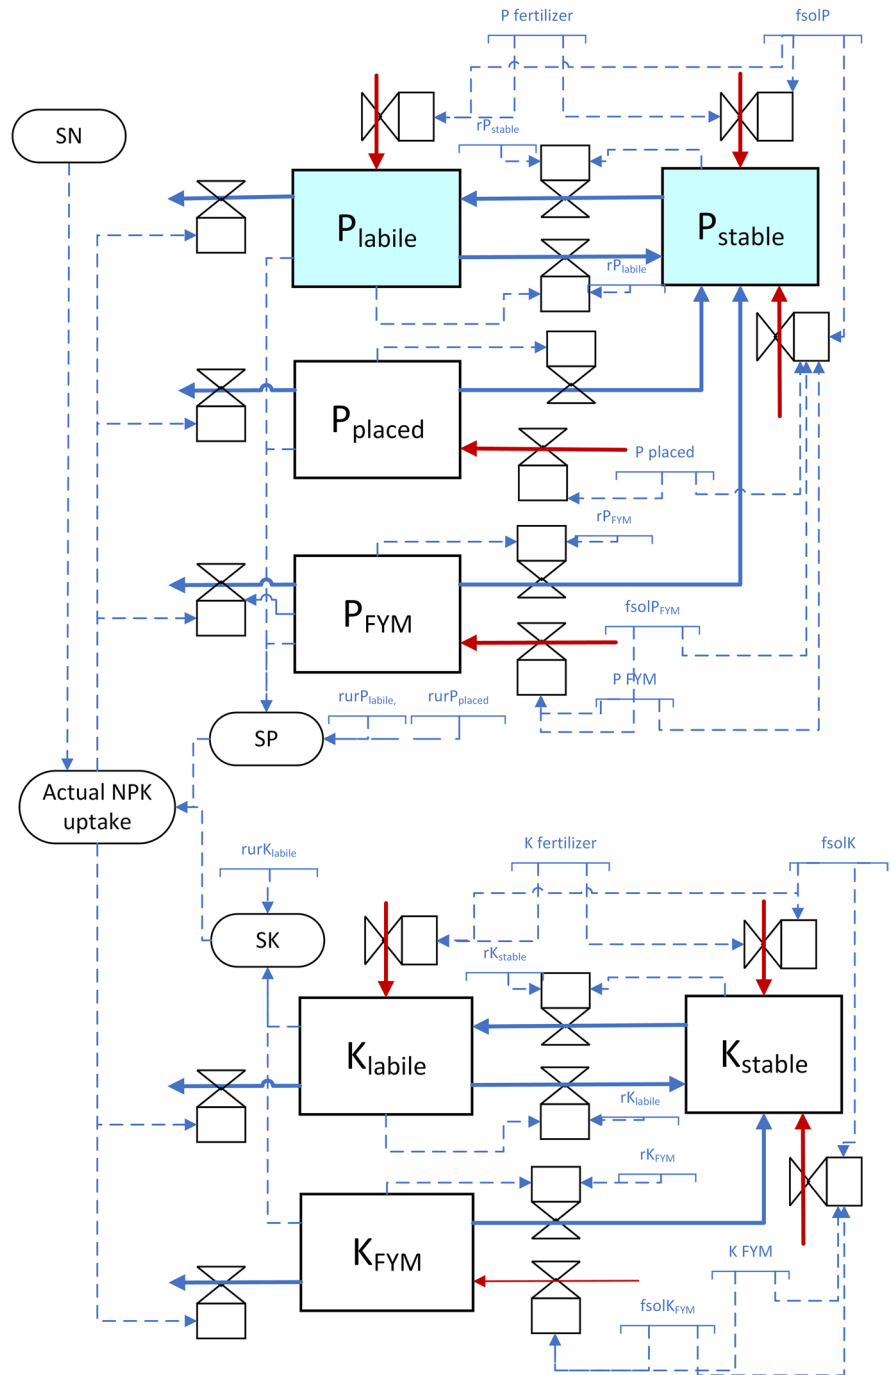 P fertilizer
fsolP
SN
rPstable
Plabile
Pstable
rPlabile
Pplaced
P placed
rPFYM
PFYM
fsolPFYM
P FYM
rurPlabile,
rurPplaced
SP
Actual NPK
uptake
K fertilizer
fsolK
rurKlabile
SK
rKstable
Klabile
Kstable
rKlabile
rKFYM
KFYM
K FYM
fsolKFYM